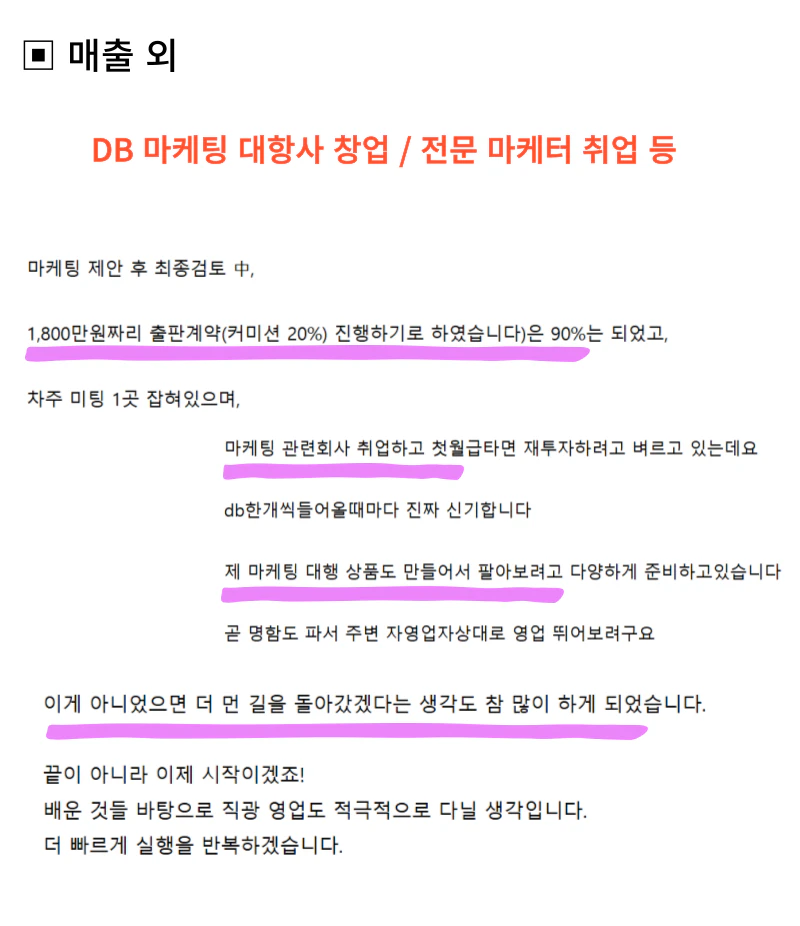 ▣ 매출 외
DB 마케팅 대항사 창업 / 전문 마케터 취업 등
마케팅 제안 후 최종검토 中,
1,800만원짜리 출판계약(커미션 20%) 진행하기로 하였습니다)은 90%는 되었고,
차주 미팅 1곳 잡혀있으며,
마케팅 관련회사 취업하고 첫월급타면 재투자하려고 벼르고 있는데요
db한개씩들어올때마다 진짜 신기합니다
제 마케팅 대행 상품도 만들어서 팔아보려고 다양하게 준비하고있습니다
곧 명함도 파서 주변 자영업자상대로 영업 뛰어보려구요
이게 아니었으면 더 먼 길을 돌아갔겠다는 생각도 참 많이 하게 되었습니다.
끝이 아니라 이제 시작이겠죠!
배운 것들 바탕으로 직광 영업도 적극적으로 다닐 생각입니다.
더 빠르게 실행을 반복하겠습니다.